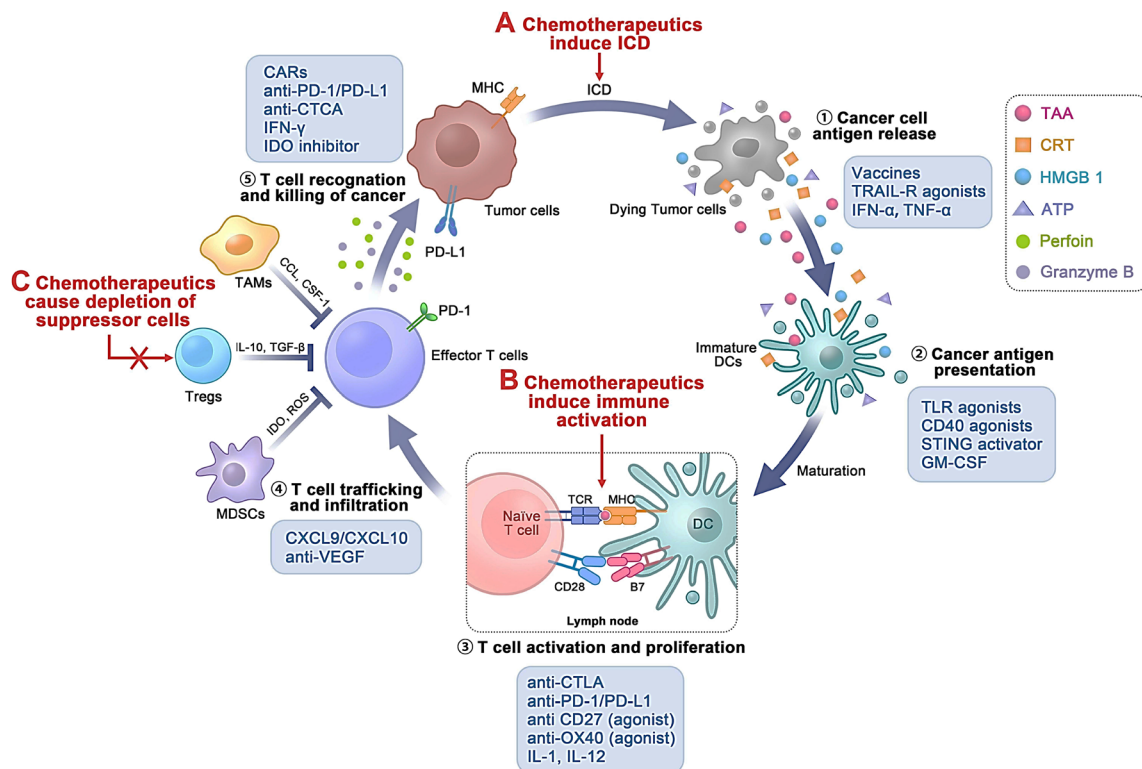 A Chemotherapeutics
induce ICD
CARs
anti-PD-1/PD-L1
anti-CTCA
IFN-γ
IDO inhibitor
MHC
ICD
① Cancer cell
antigen release
Vaccines
TRAIL-R agonists
IFN-α, TNF-α
TAA
CRT
HMGB 1
ATP
Perfoin
Granzyme B
⑤ T cell recognation
and killing of cancer
Tumor cells
Dying Tumor cells
PD-L1
TAMs
CCL, CSF-1
C Chemotherapeutics
cause depletion of
suppressor cells
PD-1
IL-10, TGF-β
Effector T cells
Tregs
IDO, ROS
MDSCs
Immature
DCs
② Cancer antigen
presentation
TLR agonists
CD40 agonists
STING activator
GM-CSF
Maturation
B Chemotherapeutics
induce immune
activation
④ T cell trafficking
and infiltration
CXCL9/CXCL10
anti-VEGF
Naïve
T cell
TCR
MHC
DC
CD28
B7
Lymph node
③ T cell activation and proliferation
anti-CTLA
anti-PD-1/PD-L1
anti CD27 (agonist)
anti-OX40 (agonist)
IL-1, IL-12